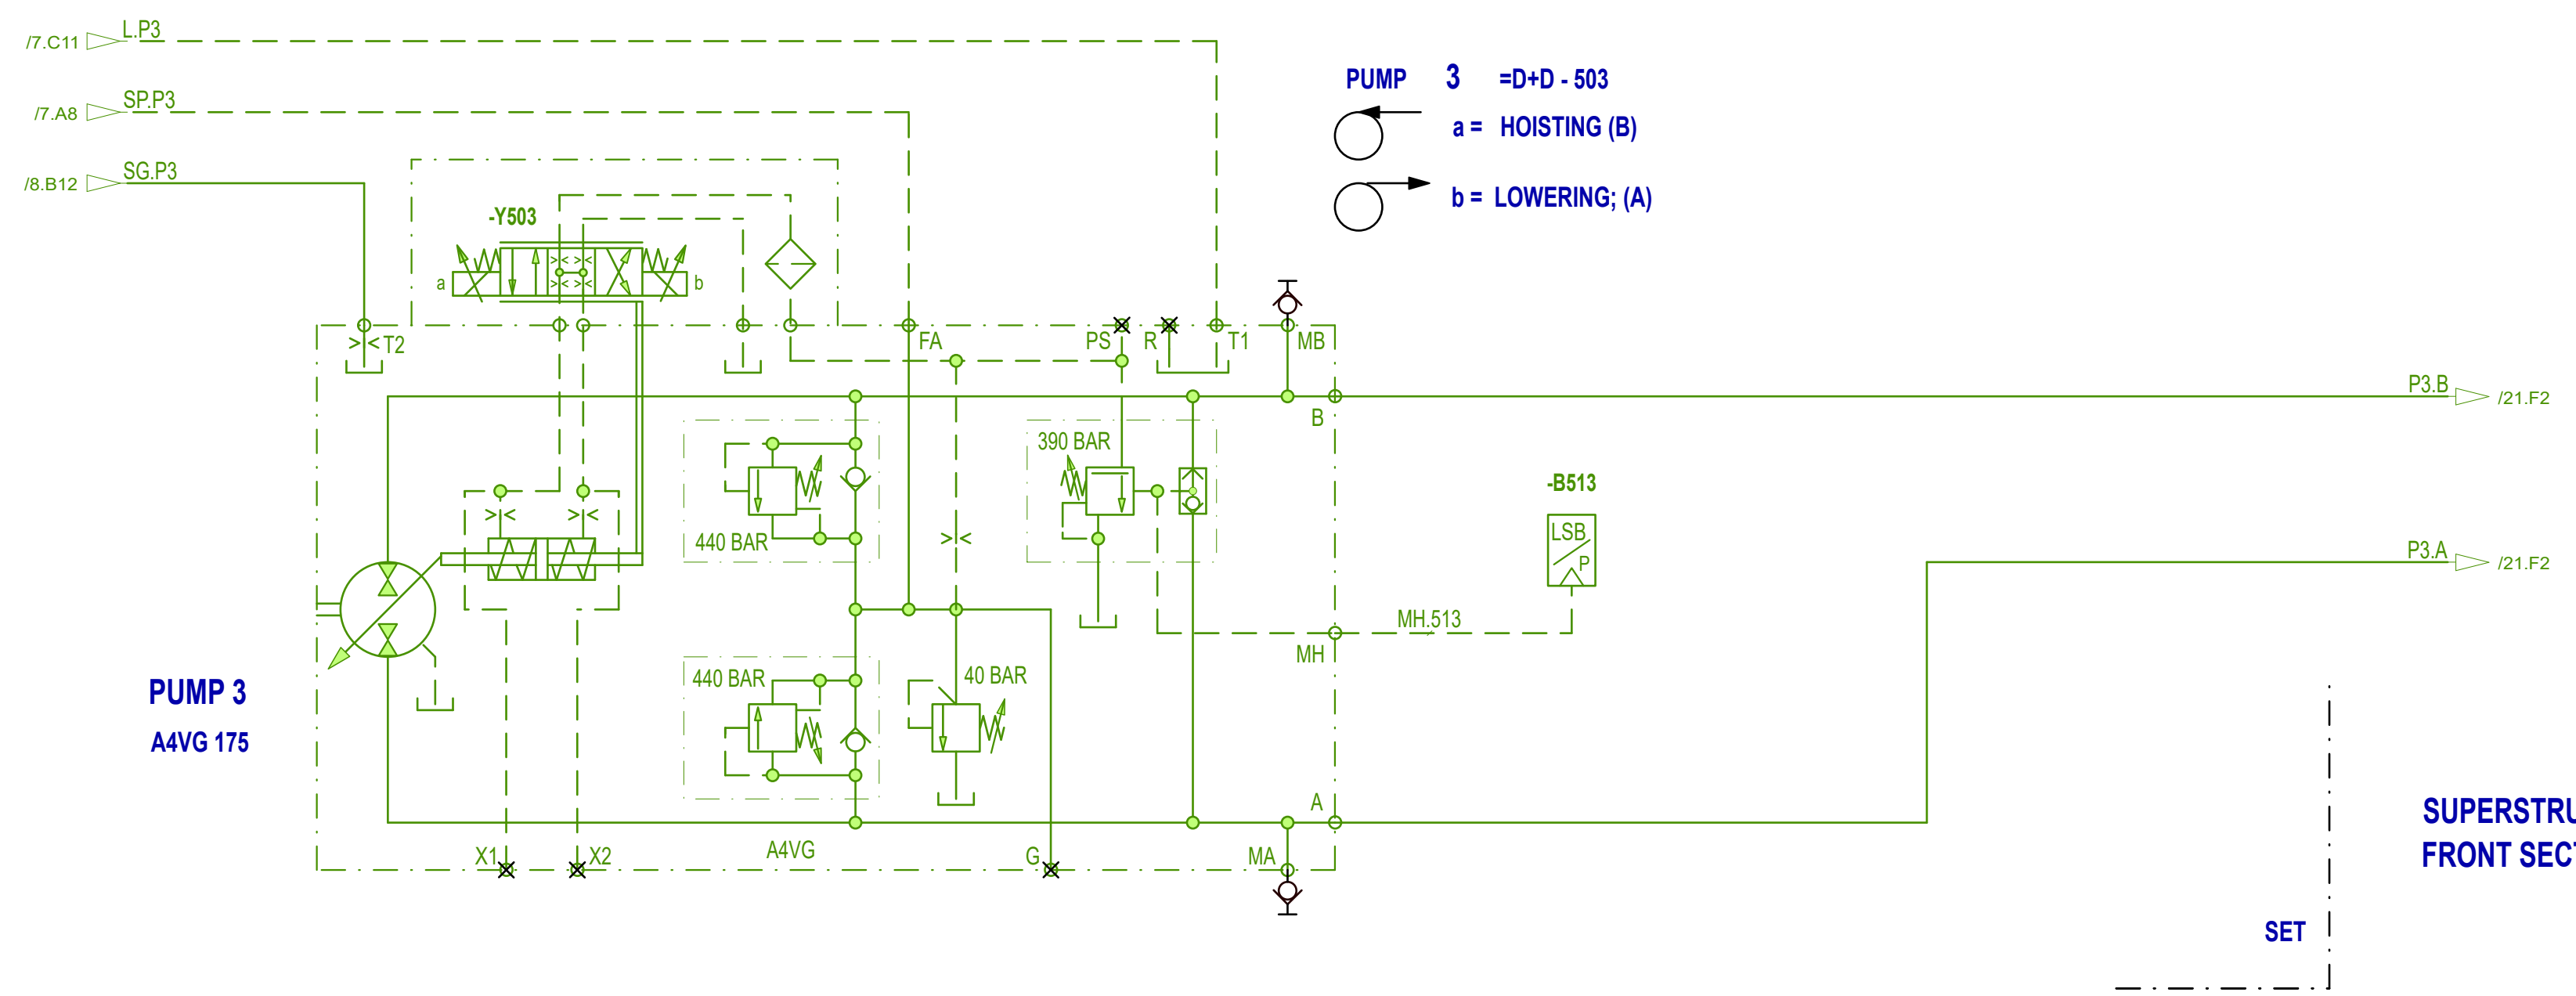 /7.C11 L.P3
/7.A8 SP.P3
/8.B12 SG.P3
PUMP 3 =D+D - 503
a = HOISTING (B)
b = LOWERING; (A)
-Y503
a b
T2 FA PS R T1 MB
P3.B /21.F2
B
390 BAR
-B513
LSB
P
440 BAR
P3.A /21.F2
MH.513
MH
440 BAR 40 BAR
PUMP 3
A4VG 175
A
X1 X2 A4VG G MA
SUPERSTRU
FRONT SECT
SET